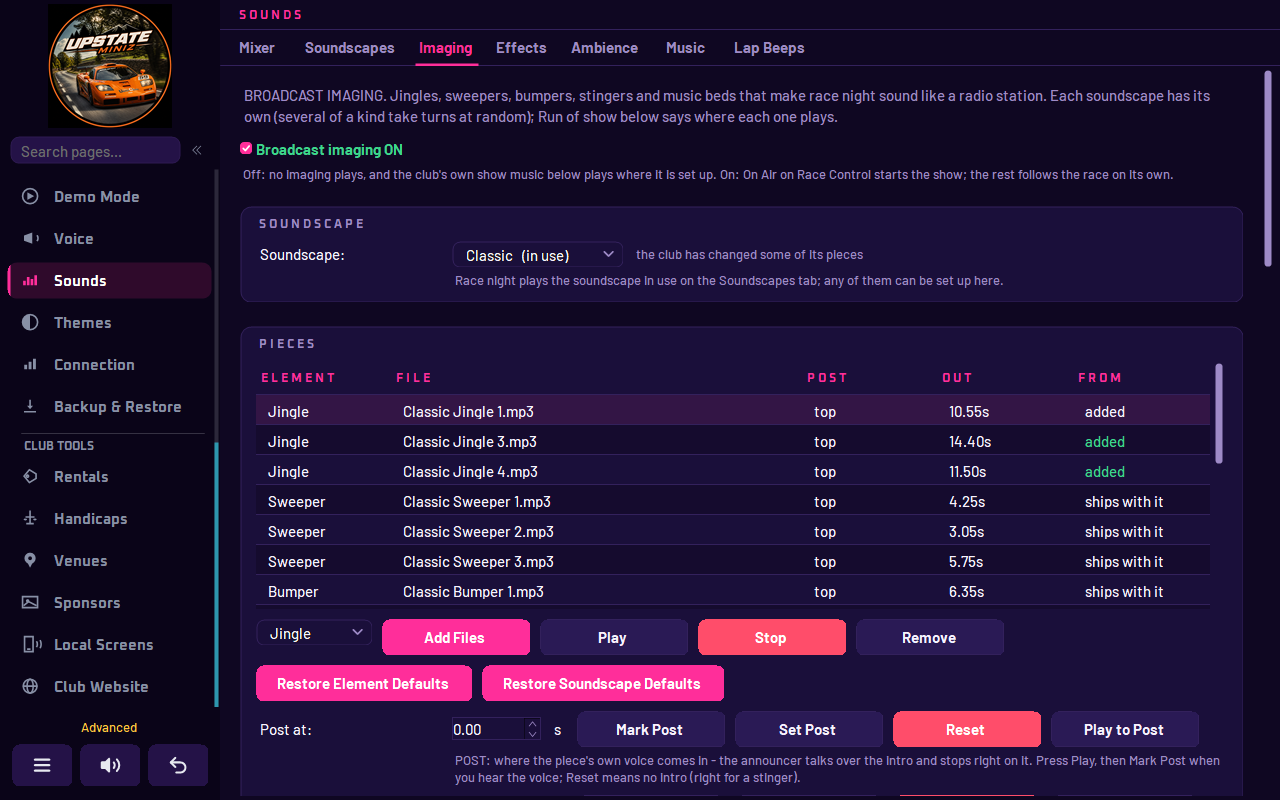 UPSTATE
MINIZ
Search pages...
«
Demo Mode
Voice
Sounds
Themes
Connection
Backup & Restore
CLUB TOOLS
Rentals
Handicaps
Venues
Sponsors
Local Screens
Club Website
Advanced
SOUNDS
Mixer Soundscapes Imaging Effects Ambience Music Lap Beeps
BROADCAST IMAGING. Jingles, sweepers, bumpers, stingers and music beds that make race night sound like a radio station. Each soundscape has its
own (several of a kind take turns at random); Run of show below says where each one plays.
Broadcast imaging ON
Off: no imaging plays, and the club's own show music below plays where it is set up. On: On Air on Race Control starts the show; the rest follows the race on its own.
SOUNDSCAPE
Soundscape: Classic (in use) the club has changed some of its pieces
Race night plays the soundscape in use on the Soundscapes tab; any of them can be set up here.
PIECES
ELEMENT FILE POST OUT FROM
Jingle Classic Jingle 1.mp3 top 10.55s added
Jingle Classic Jingle 3.mp3 top 14.40s added
Jingle Classic Jingle 4.mp3 top 11.50s added
Sweeper Classic Sweeper 1.mp3 top 4.25s ships with it
Sweeper Classic Sweeper 2.mp3 top 3.05s ships with it
Sweeper Classic Sweeper 3.mp3 top 5.75s ships with it
Bumper Classic Bumper 1.mp3 top 6.35s ships with it
Jingle Add Files Play Stop Remove
Restore Element Defaults Restore Soundscape Defaults
Post at: 0.00 s Mark Post Set Post Reset Play to Post
POST: where the piece's own voice comes in - the announcer talks over the intro and stops right on it. Press Play, then Mark Post when
you hear the voice; Reset means no intro (right for a stinger).